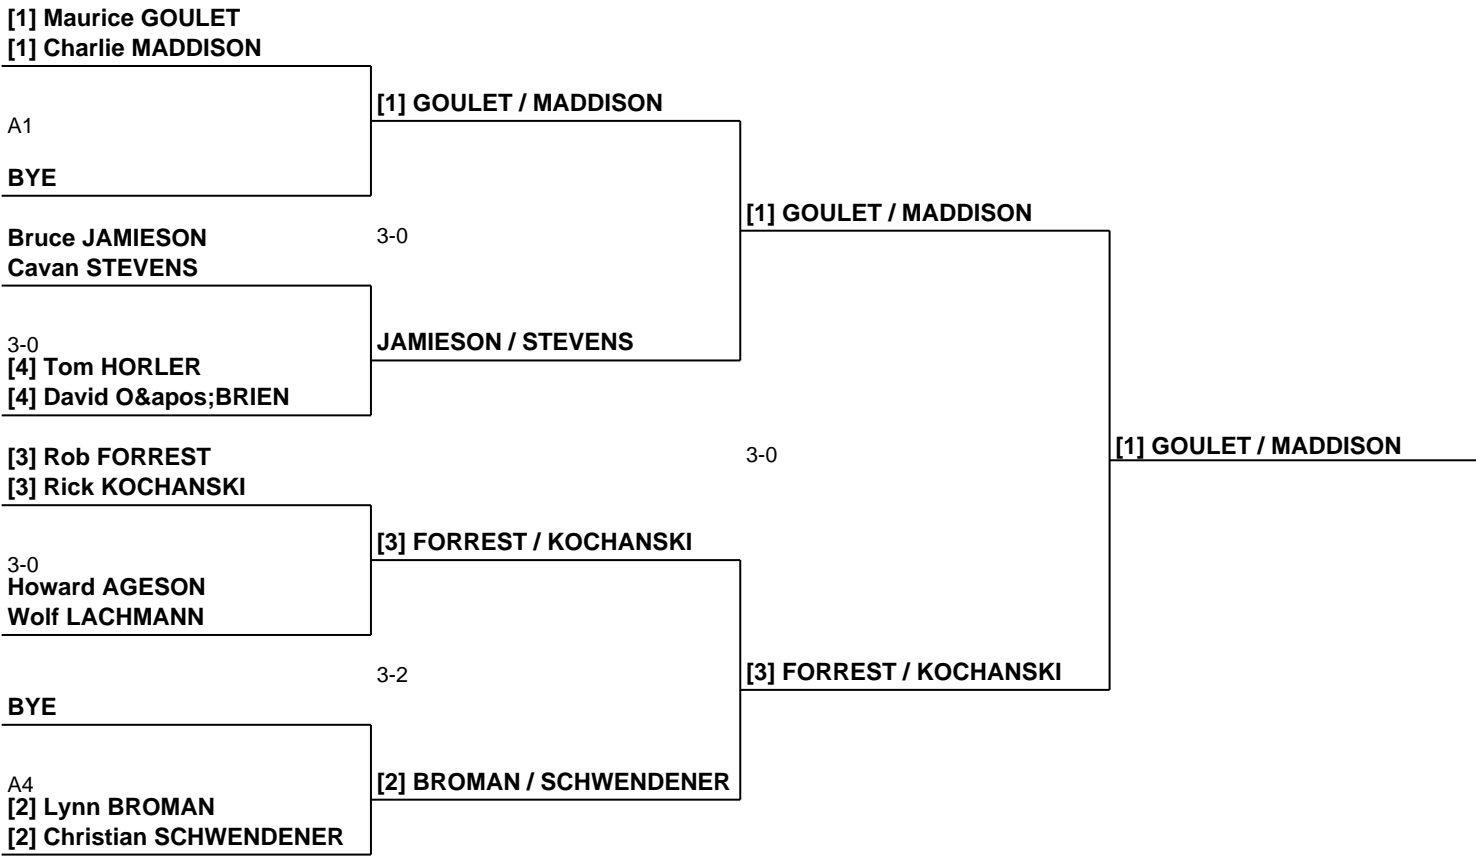 [1] Maurice GOULET
[1] Charlie MADDISON
[1] GOULET / MADDISON
A1
BYE
[1] GOULET / MADDISON
Bruce JAMIESON
3-0
Cavan STEVENS
3-0
JAMIESON / STEVENS
[4] Tom HORLER
[4] David O&apos;BRIEN
[3] Rob FORREST
3-0
[1] GOULET / MADDISON
[3] Rick KOCHANSKI
[3] FORREST / KOCHANSKI
3-0
Howard AGESON
Wolf LACHMANN
3-2
[3] FORREST / KOCHANSKI
BYE
A4
[2] BROMAN / SCHWENDENER
[2] Lynn BROMAN
[2] Christian SCHWENDENER